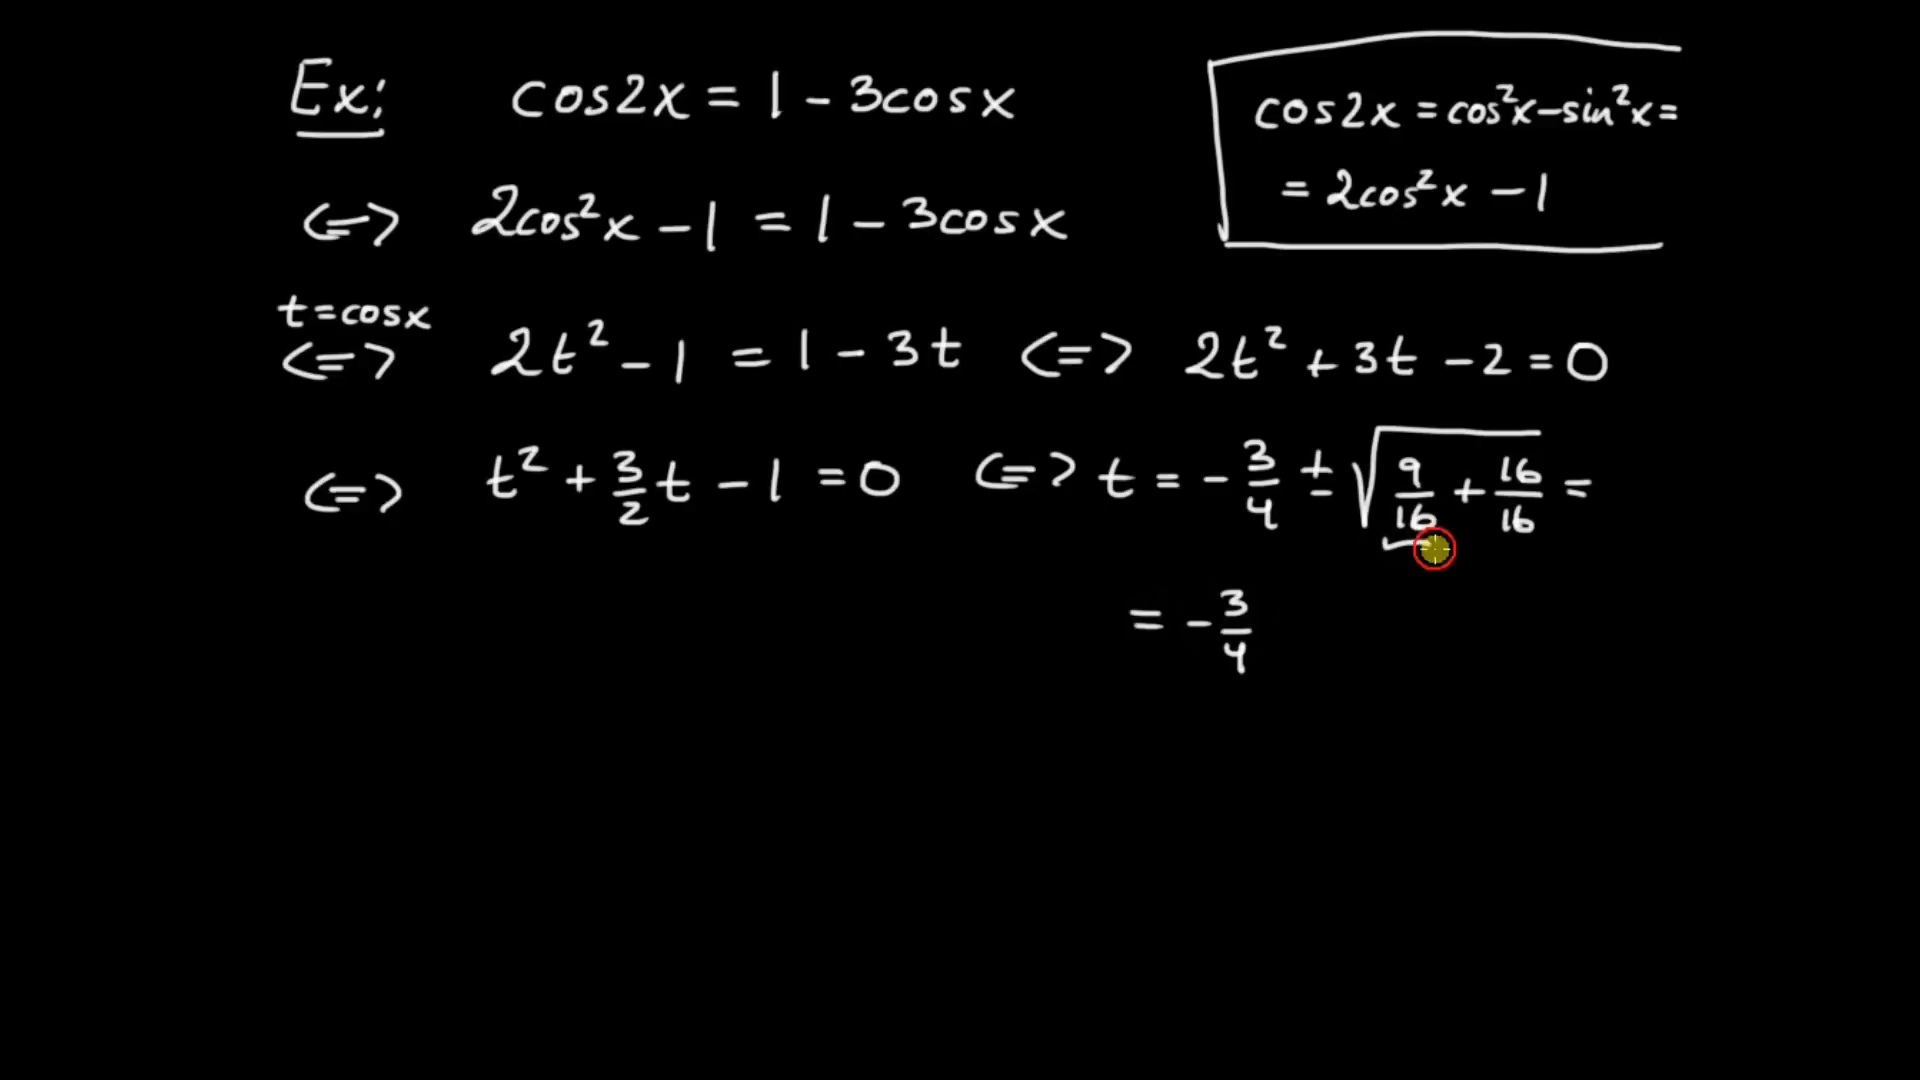 Ex: cos2x = 1 - 3cosx
cos2x = cos²x - sin²x =
= 2cos²x - 1
<=> 2cos²x - 1 = 1 - 3cosx
t = cosx
<=> 2t² - 1 = 1 - 3t <=> 2t² + 3t - 2 = 0
<=> t² + 3/2 t - 1 = 0 <=> t = - 3/4 ± √(9/16 + 16/16) =
= - 3/4